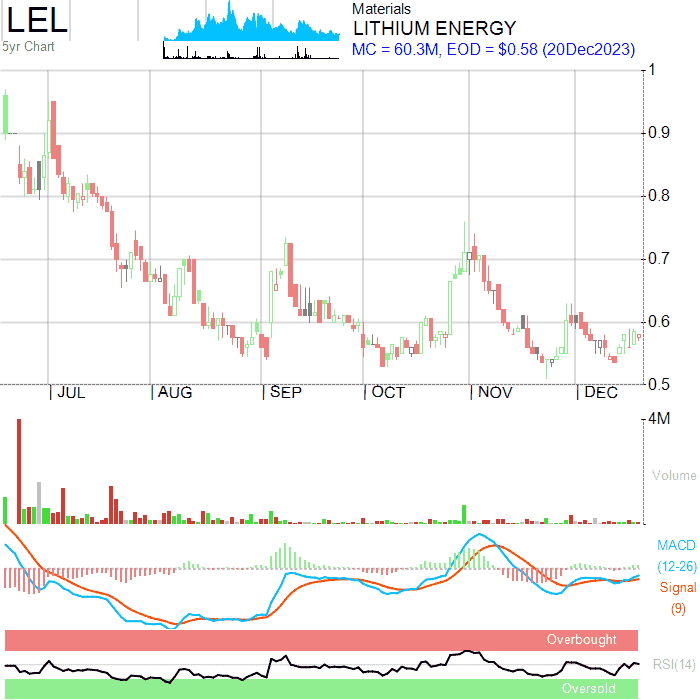 LEL
5yr Chart
Materials
LITHIUM ENERGY
MC = 60.3M, EOD = $0.58 (20Dec2023)
1
0.9
0.8
0.7
0.6
0.5
JUL AUG SEP OCT NOV DEC
4M
Volume
MACD
(12-26)
Signal
(9)
Overbought
RSI(14)
Oversold